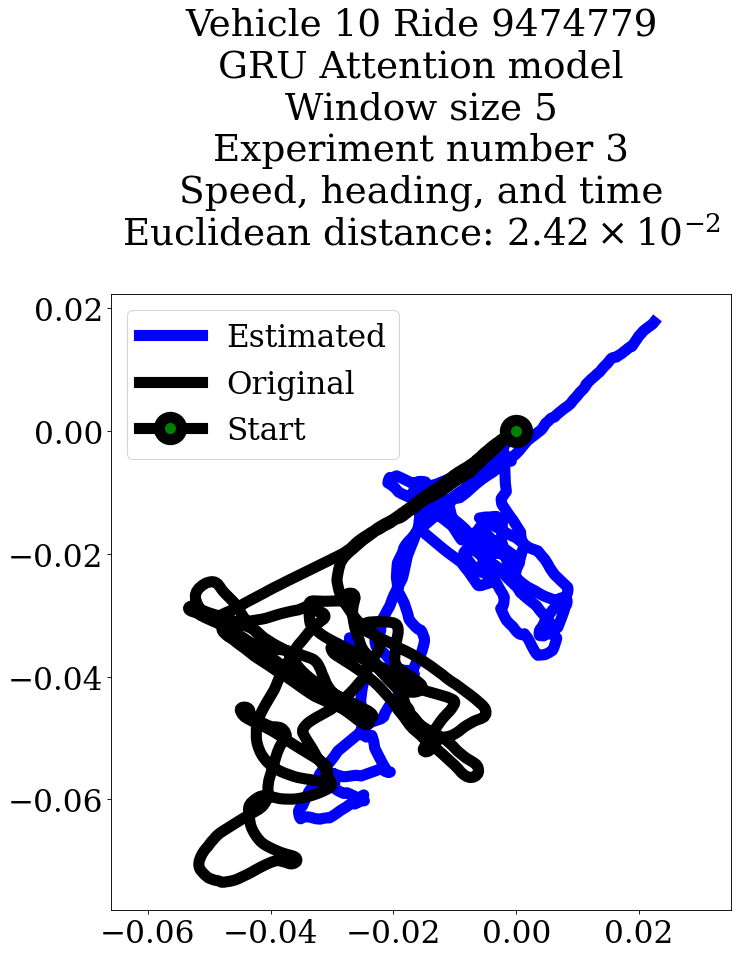 Vehicle 10 Ride 9474779
GRU Attention model
Window size 5
Experiment number 3
Speed, heading, and time
Euclidean distance: 2.42 × 10⁻²
0.02
0.00
−0.02
−0.04
−0.06
Estimated
Original
Start
−0.06 −0.04 −0.02 0.00 0.02